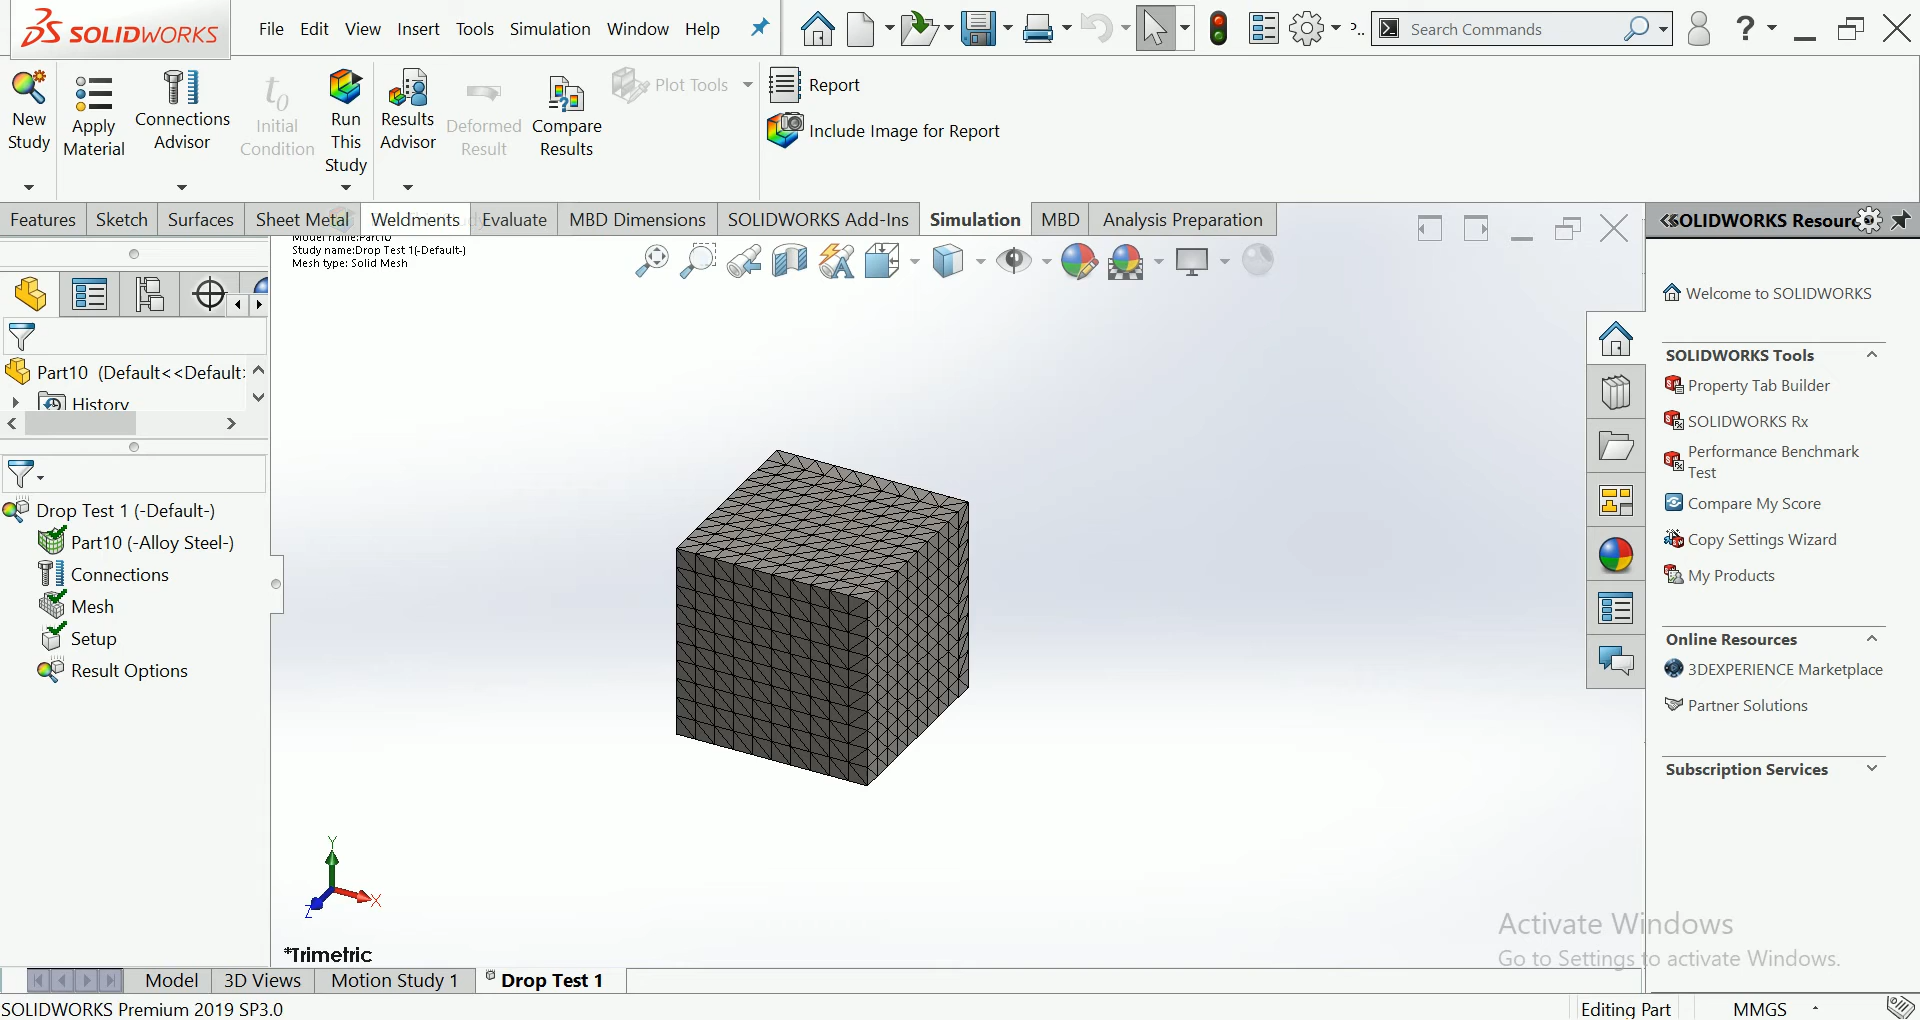 SOLIDWORKS
File Edit View Insert Tools Simulation Window Help
Search Commands
New Study
Apply Material
Connections Advisor
Initial Condition
Run This Study
Results Advisor
Deformed Result
Compare Results
Plot Tools
Report
Include Image for Report
Features Sketch Surfaces Sheet Metal Weldments Evaluate MBD Dimensions SOLIDWORKS Add-Ins Simulation MBD Analysis Preparation
Model name:Part10
Study name:Drop Test 1(-Default-)
Mesh type: Solid Mesh
Part10 (Default<<Default:
History
Drop Test 1 (-Default-)
Part10 (-Alloy Steel-)
Connections
Mesh
Setup
Result Options
Y
X
Z
*Trimetric
SOLIDWORKS Resour
Welcome to SOLIDWORKS
SOLIDWORKS Tools
Property Tab Builder
SOLIDWORKS Rx
Performance Benchmark
Test
Compare My Score
Copy Settings Wizard
My Products
Online Resources
3DEXPERIENCE Marketplace
Partner Solutions
Subscription Services
Activate Windows
Go to Settings to activate Windows.
Model 3D Views Motion Study 1 Drop Test 1
SOLIDWORKS Premium 2019 SP3.0
Editing Part MMGS